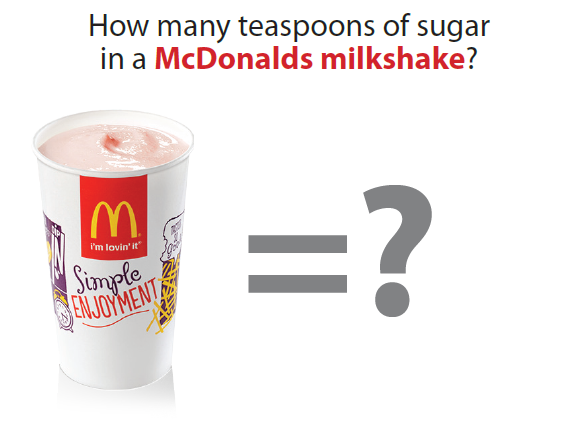 How many teaspoons of sugar
in a McDonalds milkshake?
i'm lovin' it
Simple
ENJOYMENT
= ?